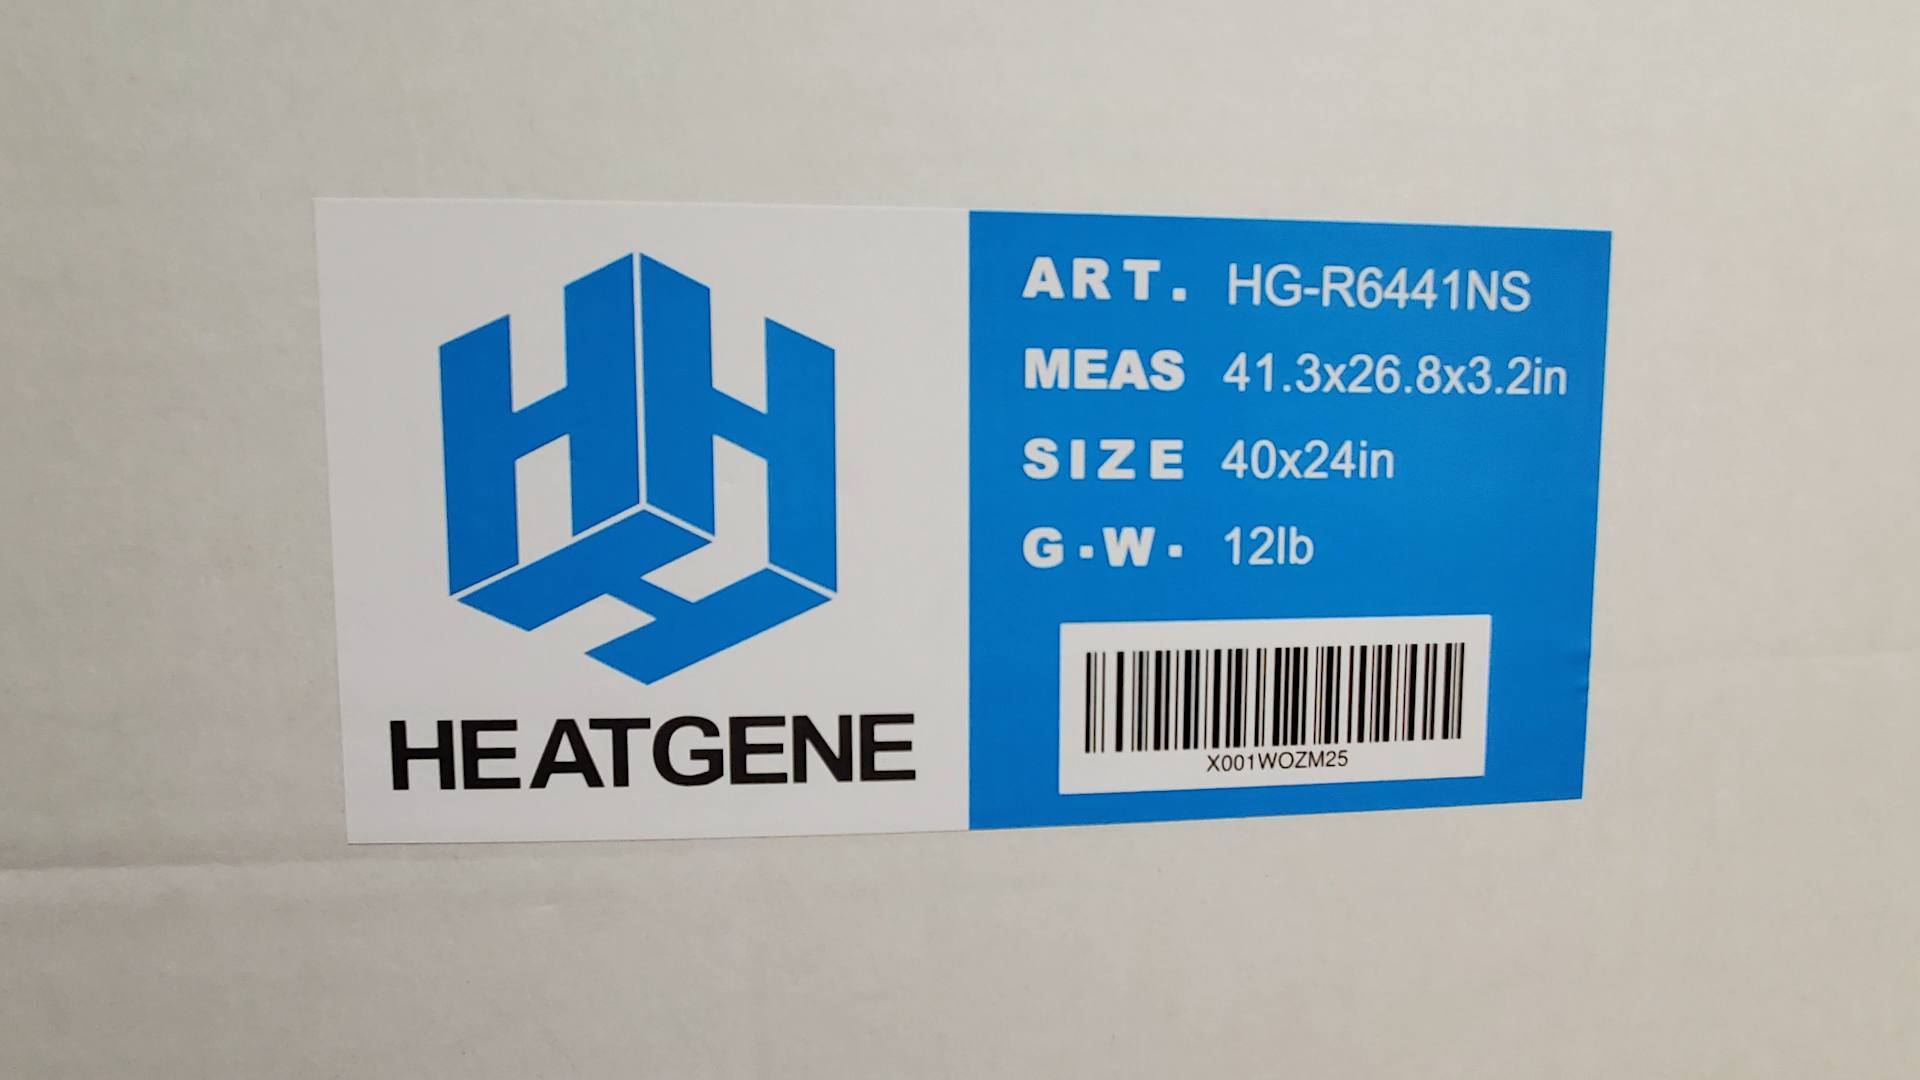 HEATGENE
ART. HG-R6441NS
MEAS 41.3x26.8x3.2in
SIZE 40x24in
G.W. 12lb
X001WOZM25